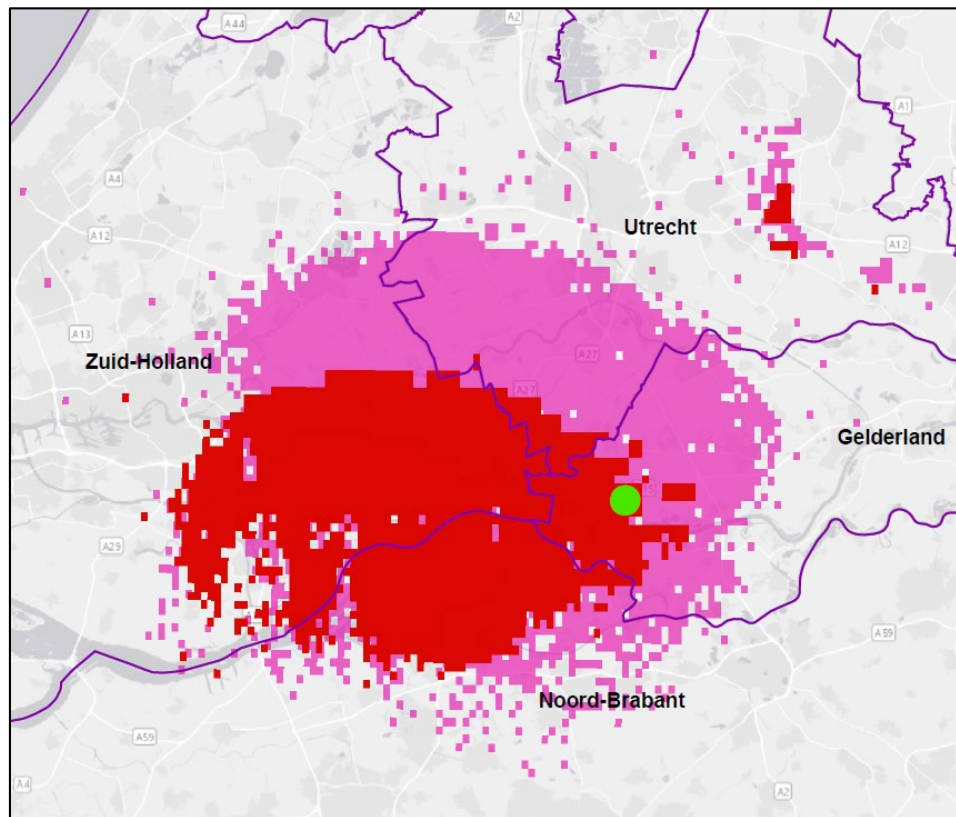 A2
A44
A1
A4
Utrecht
A12
A12
A13
Zuid-Holland
A27
A27
Gelderland
A15
A29
A59
Noord-Brabant
A59
A4
A2